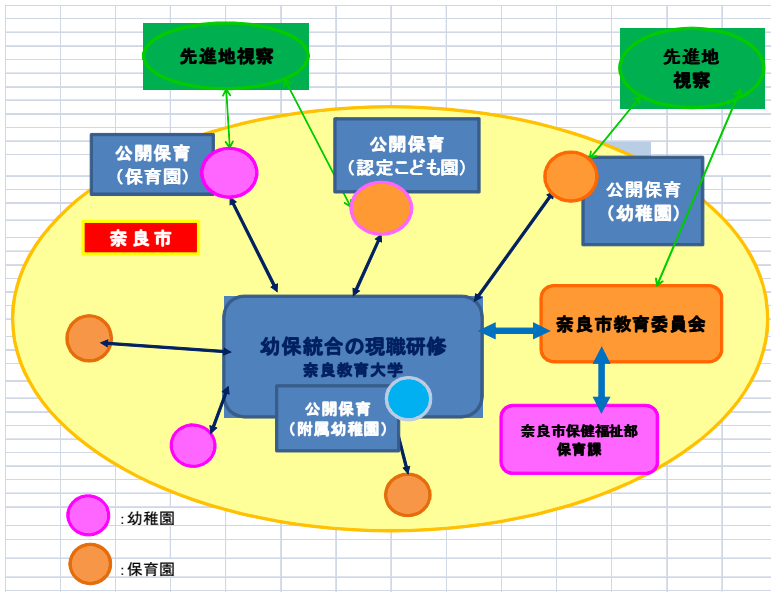 先進地視察
先進地
視察
公開保育
（保育園）
公開保育
（認定こども園）
公開保育
（幼稚園）
奈良市
幼保統合の現職研修
奈良教育大学
奈良市教育委員会
公開保育
（附属幼稚園）
奈良市保健福祉部
保育課
：幼稚園
：保育園